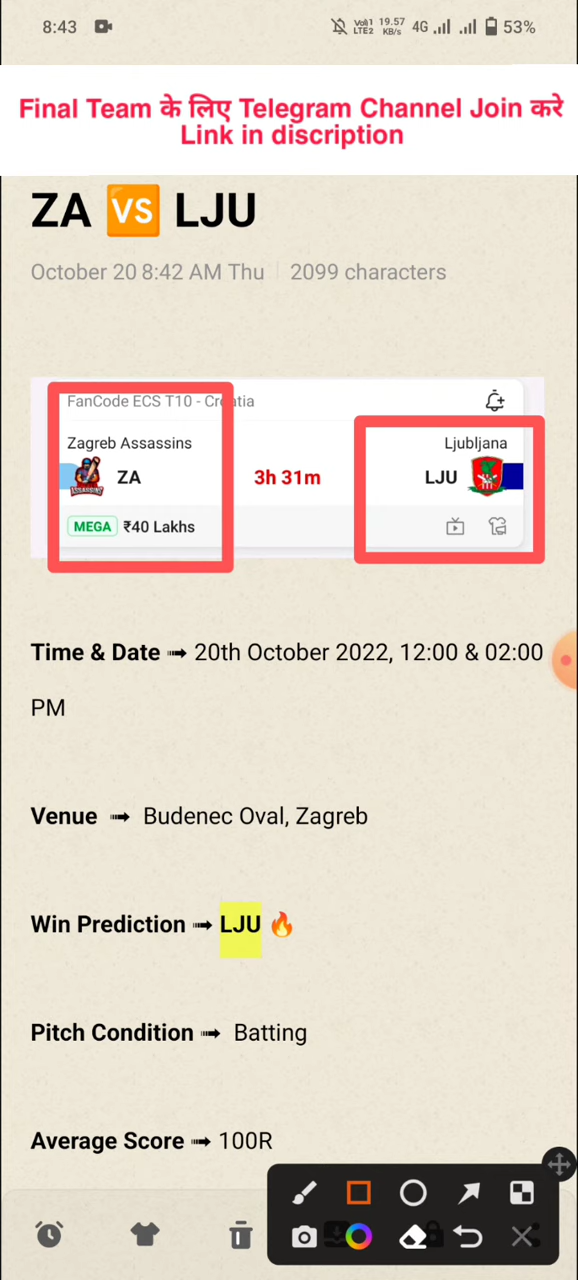 8:43
Vo)) 1 LTE2 19.57 KB/s 4G 53%
Final Team के लिए Telegram Channel Join करे
Link in discription
ZA VS LJU
October 20 8:42 AM Thu | 2099 characters
FanCode ECS T10 - Croatia
Zagreb Assassins Ljubljana
ZA 3h 31m LJU
MEGA ₹40 Lakhs
Time & Date ➟ 20th October 2022, 12:00 & 02:00
PM
Venue ➟ Budenec Oval, Zagreb
Win Prediction ➟ LJU 🔥
Pitch Condition ➟ Batting
Average Score ➟ 100R